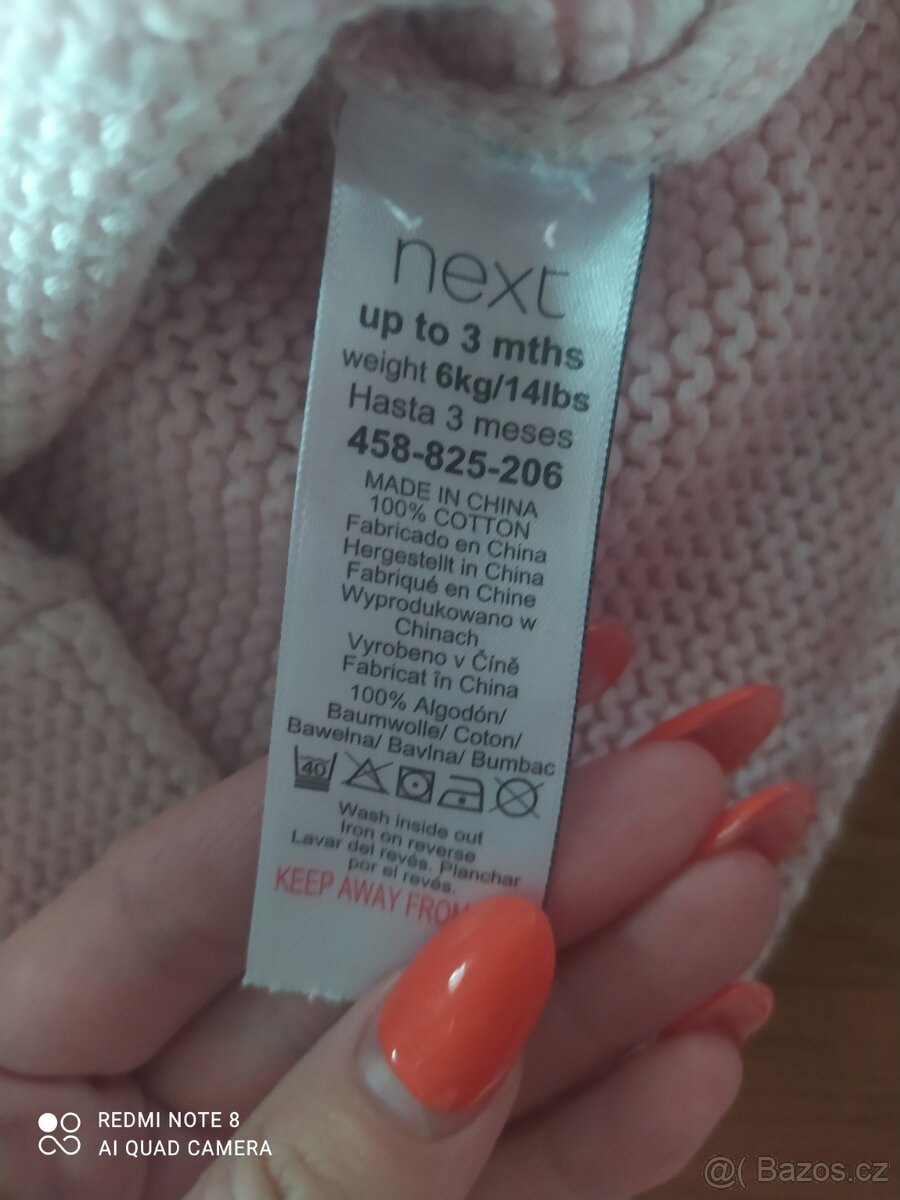 next
up to 3 mths
weight 6kg/14lbs
Hasta 3 meses
458-825-206
MADE IN CHINA
100% COTTON
Fabricado en China
Hergestellt in China
Fabriqué en Chine
Wyprodukowano w
Chinach
Vyrobeno v Číně
Fabricat în China
100% Algodón/
Baumwolle/ Coton/
Bawełna/ Bavlna/ Bumbac
40
Wash inside out
Iron on reverse
Lavar del revés. Planchar
por el revés.
KEEP AWAY FROM
REDMI NOTE 8
AI QUAD CAMERA
@( Bazos.cz